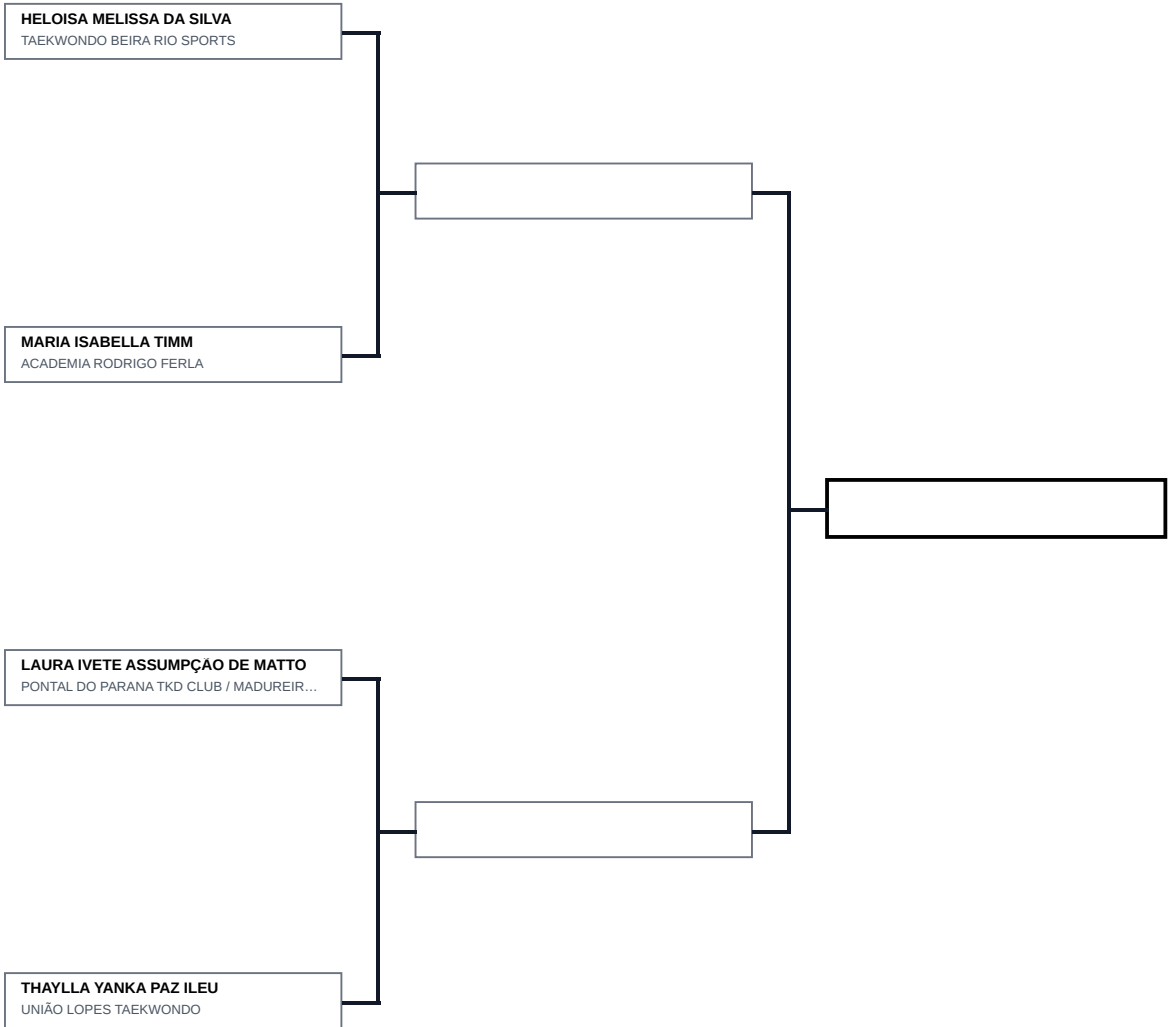 HELOISA MELISSA DA SILVA
TAEKWONDO BEIRA RIO SPORTS
MARIA ISABELLA TIMM
ACADEMIA RODRIGO FERLA
LAURA IVETE ASSUMPÇÃO DE MATTO
PONTAL DO PARANA TKD CLUB / MADUREIR…
THAYLLA YANKA PAZ ILEU
UNIÃO LOPES TAEKWONDO